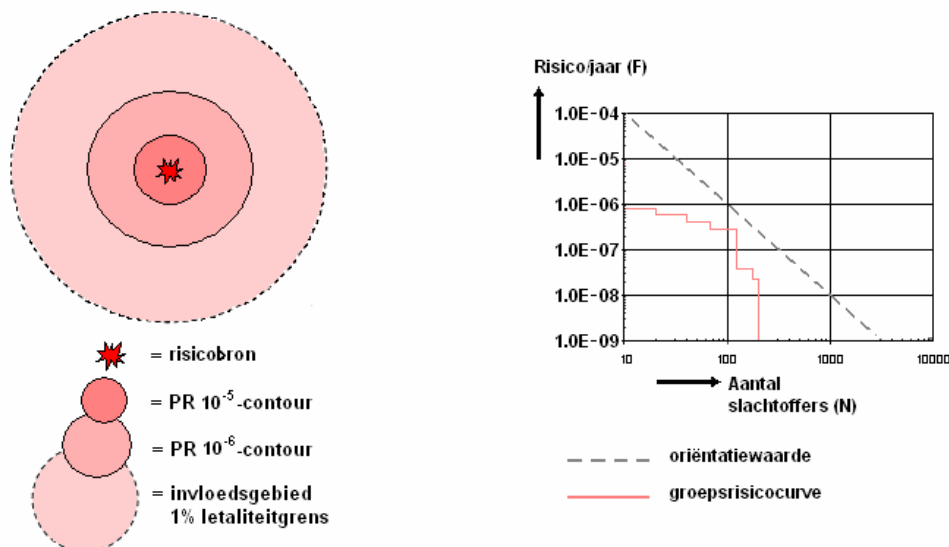 = risicobron
= PR 10⁻⁵-contour
= PR 10⁻⁶-contour
= invloedsgebied
1% letaliteitgrens
Risico/jaar (F)
1.0E-04
1.0E-05
1.0E-06
1.0E-07
1.0E-08
1.0E-09
10 100 1000 10000
Aantal
slachtoffers (N)
oriëntatiewaarde
groepsrisicocurve